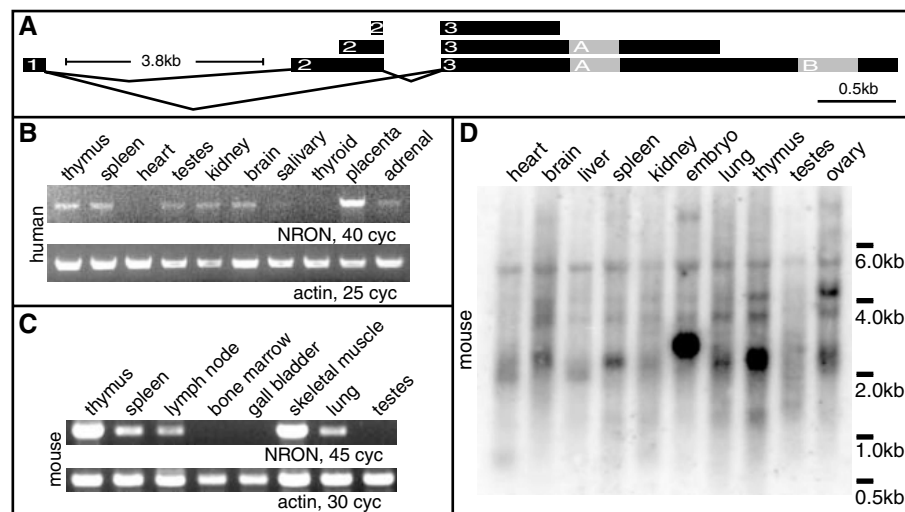 A
2 3
2 3 A
1 3.8kb 2 3 A B
0.5kb
B
thymus spleen heart testes kidney brain salivary thyroid placenta adrenal
human
NRON, 40 cyc
actin, 25 cyc
C
thymus spleen lymph node bone marrow gall bladder skeletal muscle lung testes
mouse
NRON, 45 cyc
actin, 30 cyc
D
heart brain liver spleen kidney embryo lung thymus testes ovary
mouse
6.0kb
4.0kb
2.0kb
1.0kb
0.5kb